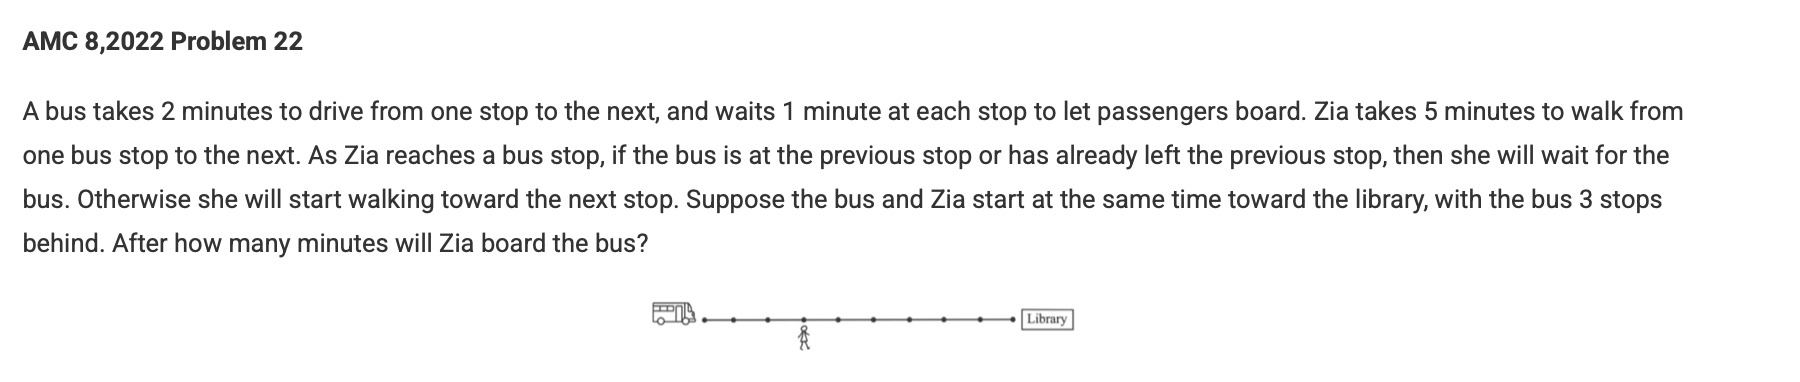 AMC 8,2022 Problem 22
A bus takes 2 minutes to drive from one stop to the next, and waits 1 minute at each stop to let passengers board. Zia takes 5 minutes to walk from
one bus stop to the next. As Zia reaches a bus stop, if the bus is at the previous stop or has already left the previous stop, then she will wait for the
bus. Otherwise she will start walking toward the next stop. Suppose the bus and Zia start at the same time toward the library, with the bus 3 stops
behind. After how many minutes will Zia board the bus?
Library